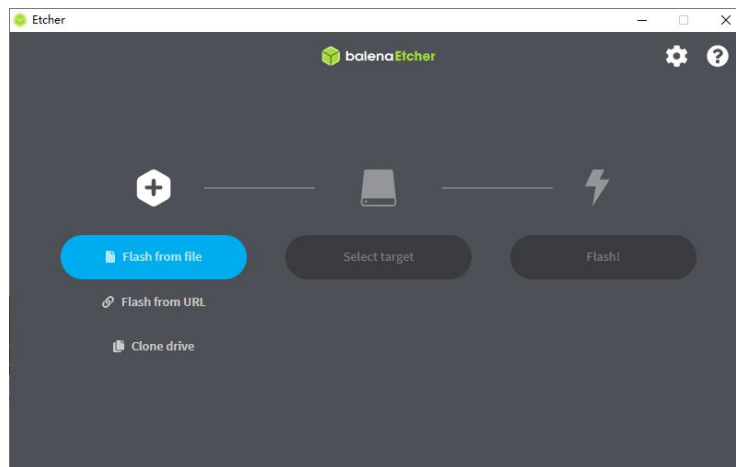 Etcher
balenaEtcher
Flash from file
Select target
Flash!
Flash from URL
Clone drive